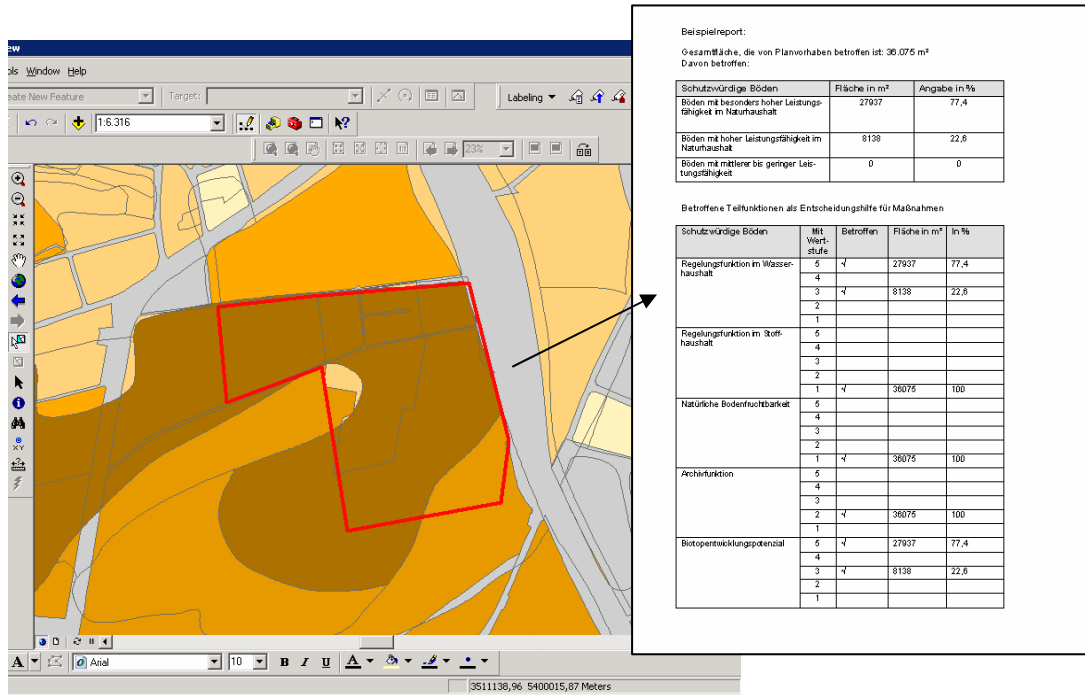 ew
ols Window Help
eate New Feature Target: Labeling
1:6.316
23%
Arial 10 B I U A
3511138,96 5400015,87 Meters
Beispielreport:
Gesamtfläche, die von Planvorhaben betroffen ist: 36.075 m²
Davon betroffen:
Schutzwürdige Böden Fläche in m² Angabe in %
Böden mit besonders hoher Leistungs- 27937 77,4
fähigkeit im Naturhaushalt
Böden mit hoher Leistungsfähigkeit im 8138 22,6
Naturhaushalt
Böden mit mittlerer bis geringer Leis- 0 0
tungsfähigkeit
Betroffene Teilfunktionen als Entscheidungshilfe für Maßnahmen
Schutzwürdige Böden Mit Betroffen Fläche in m² In %
Wert-
stufe
Regelungsfunktion im Wasser- 5 √ 27937 77,4
haushalt 4
3 √ 8138 22,6
2
1
Regelungsfunktion im Stoff- 5
haushalt 4
3
2
1 √ 36075 100
Natürliche Bodenfruchtbarkeit 5
4
3
2
1 √ 36075 100
Archivfunktion 5
4
3
2 √ 36075 100
1
Biotopentwicklungspotenzial 5 √ 27937 77,4
4
3 √ 8138 22,6
2
1